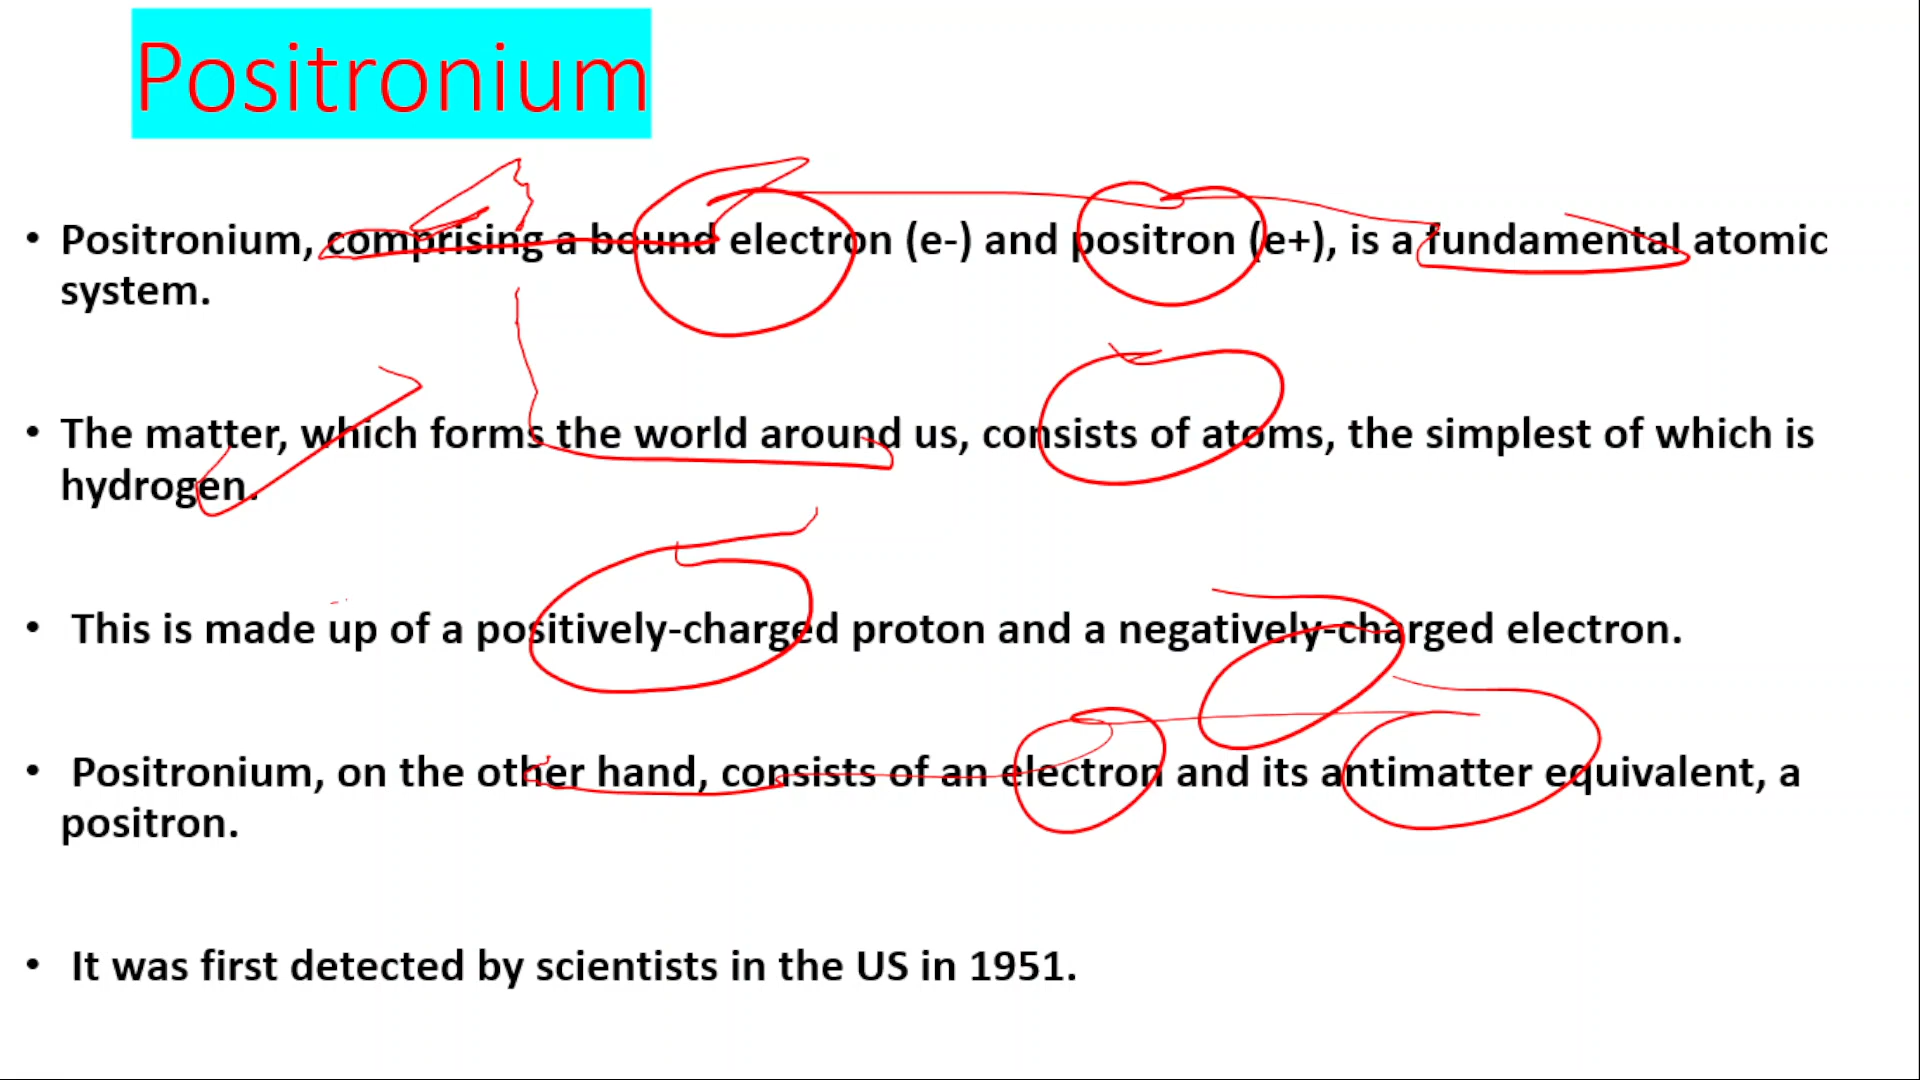 Positronium
• Positronium, comprising a bound electron (e-) and positron (e+), is a fundamental atomic
system.
• The matter, which forms the world around us, consists of atoms, the simplest of which is
hydrogen.
• This is made up of a positively-charged proton and a negatively-charged electron.
• Positronium, on the other hand, consists of an electron and its antimatter equivalent, a
positron.
• It was first detected by scientists in the US in 1951.